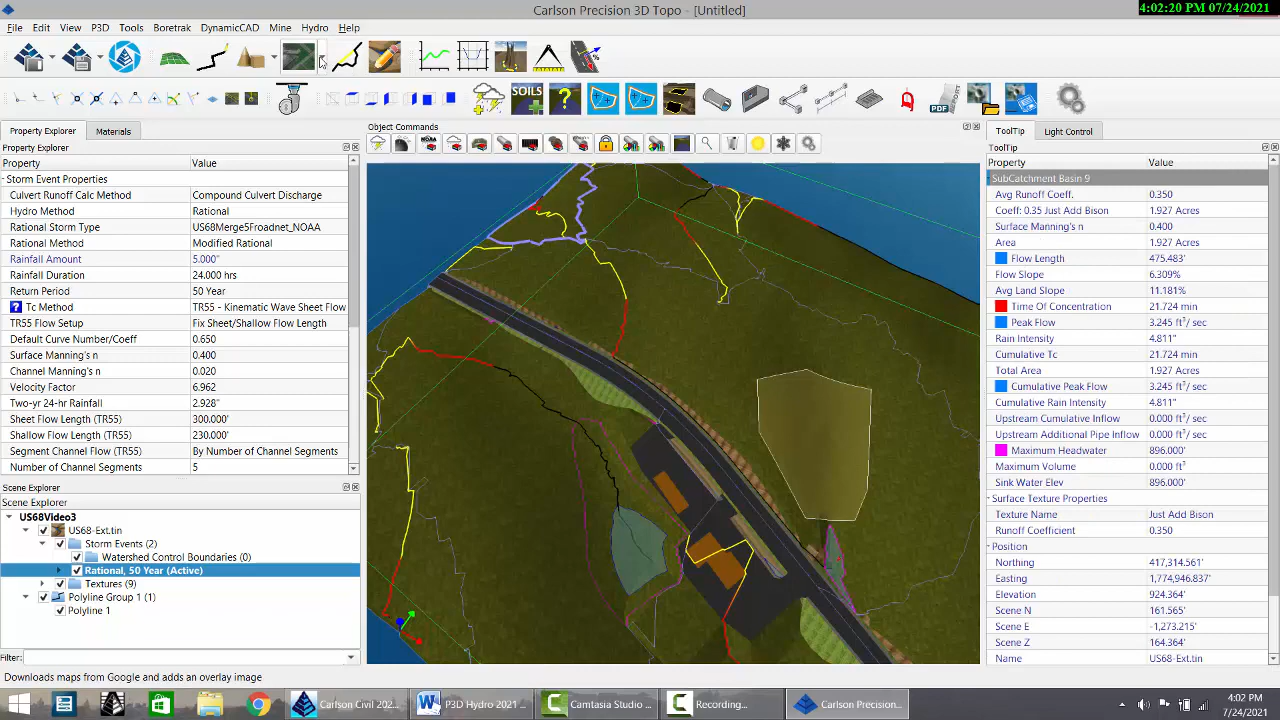 Carlson Precision 3D Topo - [Untitled]
4:02:20 PM 07/24/2021
File Edit View P3D Tools Boretrak DynamicCAD Mine Hydro Help
SOILS
NOAA
PDF
Property Explorer Materials
Property Explorer
Property Value
Storm Event Properties
Culvert Runoff Calc Method Compound Culvert Discharge
Hydro Method Rational
Rational Storm Type US68Merge5Froadnet_NOAA
Rational Method Modified Rational
Rainfall Amount 5.000"
Rainfall Duration 24.000 hrs
Return Period 50 Year
? Tc Method TR55 - Kinematic Wave Sheet Flow
TR55 Flow Setup Fix Sheet/Shallow Flow Length
Default Curve Number/Coeff 0.650
Surface Manning's n 0.400
Channel Manning's n 0.020
Velocity Factor 6.962
Two-yr 24-hr Rainfall 2.928"
Sheet Flow Length (TR55) 300.000'
Shallow Flow Length (TR55) 230.000'
Segment Channel Flow (TR55) By Number of Channel Segments
Number of Channel Segments 5
Scene Explorer
Scene Explorer
US68Video3
US68-Ext.tin
Storm Events (2)
Watershed Control Boundaries (0)
Rational, 50 Year (Active)
Textures (9)
Polyline Group 1 (1)
Polyline 1
Filter:
Object Commands
ToolTip Light Control
ToolTip
Property Value
SubCatchment Basin 9
Avg Runoff Coeff. 0.350
Coeff: 0.35 Just Add Bison 1.927 Acres
Surface Manning's n 0.400
Area 1.927 Acres
Flow Length 475.483'
Flow Slope 6.309%
Avg Land Slope 11.181%
Time Of Concentration 21.724 min
Peak Flow 3.245 ft³/ sec
Rain Intensity 4.811"
Cumulative Tc 21.724 min
Total Area 1.927 Acres
Cumulative Peak Flow 3.245 ft³/ sec
Cumulative Rain Intensity 4.811"
Upstream Cumulative Inflow 0.000 ft³/ sec
Upstream Additional Pipe Inflow 0.000 ft³/ sec
Maximum Headwater 896.000'
Maximum Volume 0.000 ft³
Sink Water Elev 896.000'
Surface Texture Properties
Texture Name Just Add Bison
Runoff Coefficient 0.350
Position
Northing 417,314.561'
Easting 1,774,946.837'
Elevation 924.364'
Scene N 161.565'
Scene E -1,273.215'
Scene Z 164.364'
Name US68-Ext.tin
Downloads maps from Google and adds an overlay image
Carlson Civil 202...
P3D Hydro 2021 ...
Camtasia Studio ...
Recording...
Carlson Precision...
4:02 PM
7/24/2021